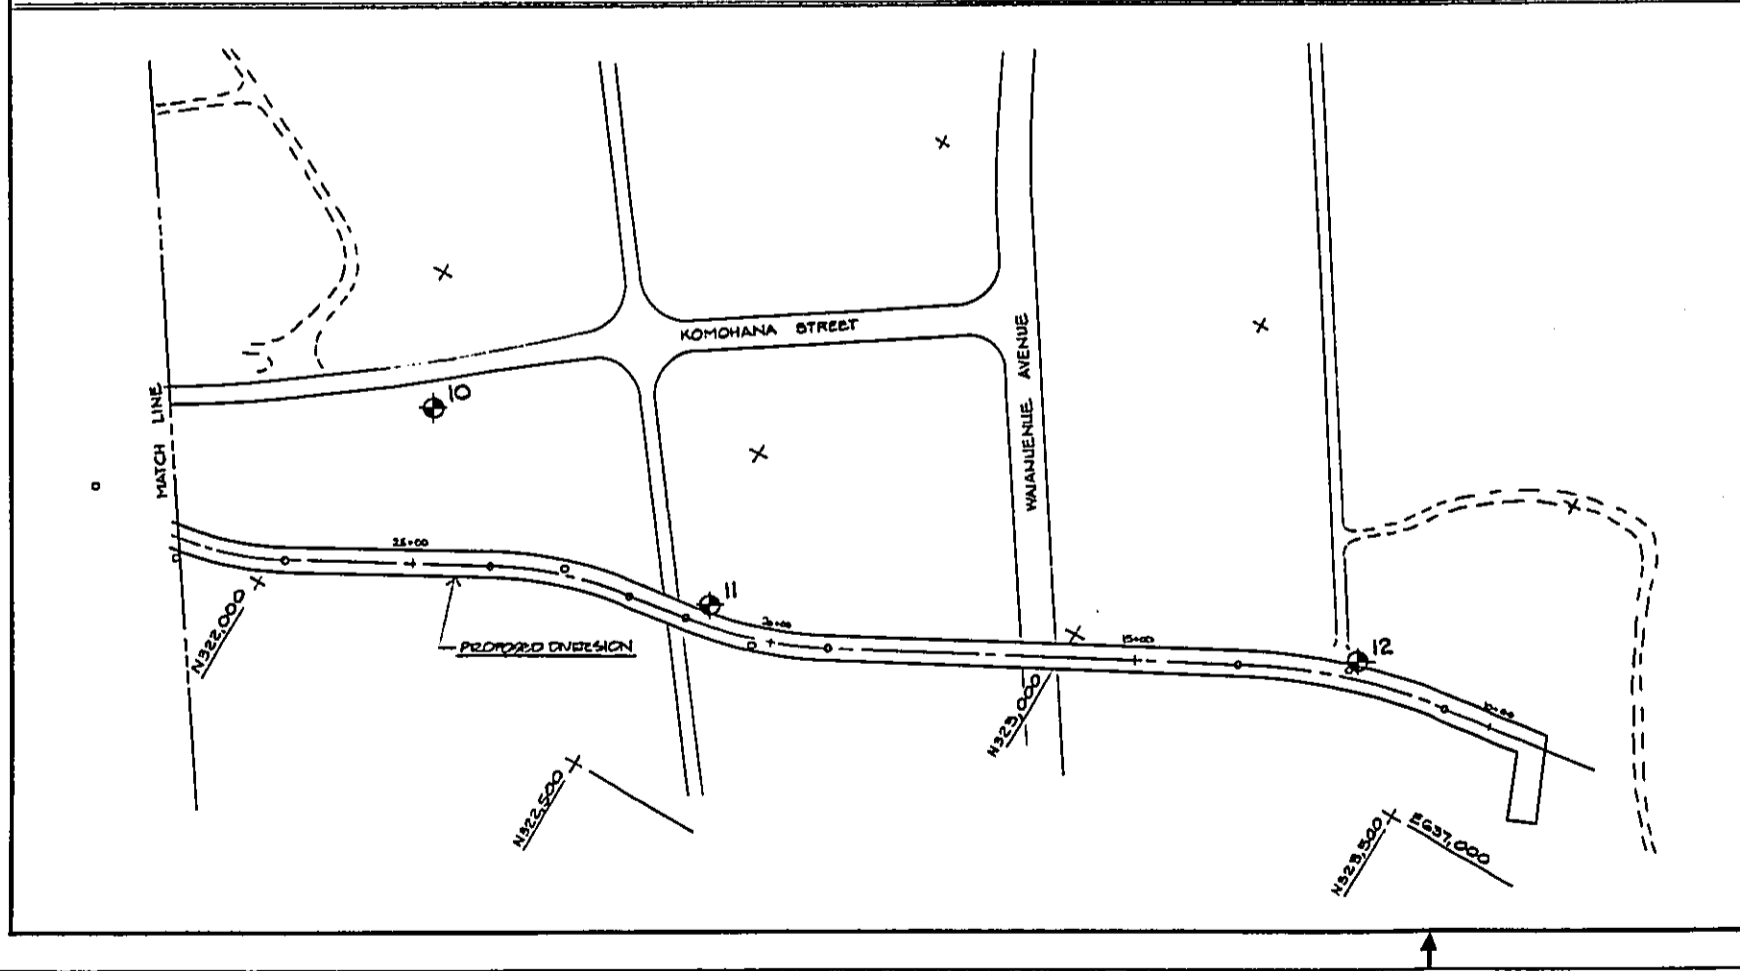 KOMOHANA STREET
WAIANUENUE AVENUE
MATCH LINE
10
25+00
11
20+00
15+00
12
10+00
N322,000
PROPOSED DIVERSION
N323,000
N322,500
N323,500
E637,000